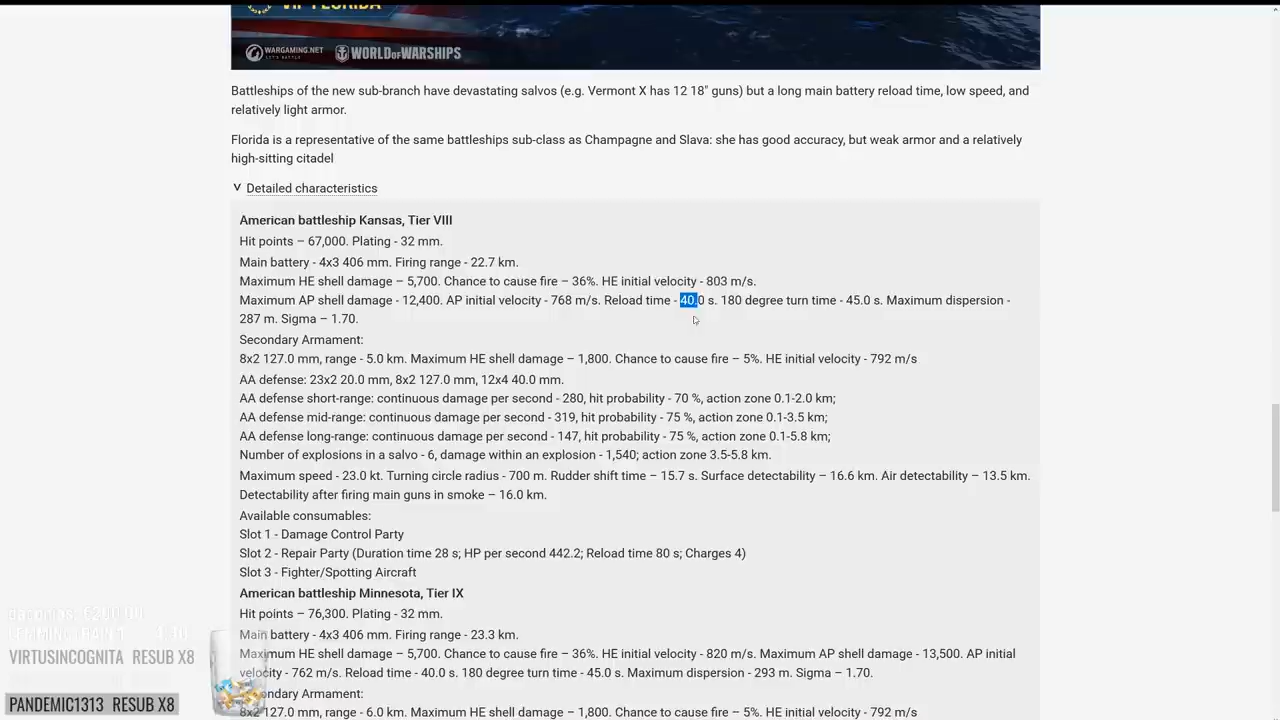 VIP FLORIDA
WARGAMING.NET
LET'S BATTLE
WORLD OF WARSHIPS
Battleships of the new sub-branch have devastating salvos (e.g. Vermont X has 12 18" guns) but a long main battery reload time, low speed, and
relatively light armor.
Florida is a representative of the same battleships sub-class as Champagne and Slava: she has good accuracy, but weak armor and a relatively
high-sitting citadel
Detailed characteristics
American battleship Kansas, Tier VIII
Hit points – 67,000. Plating - 32 mm.
Main battery - 4x3 406 mm. Firing range - 22.7 km.
Maximum HE shell damage – 5,700. Chance to cause fire – 36%. HE initial velocity - 803 m/s.
Maximum AP shell damage - 12,400. AP initial velocity - 768 m/s. Reload time - 40.0 s. 180 degree turn time - 45.0 s. Maximum dispersion -
287 m. Sigma – 1.70.
Secondary Armament:
8x2 127.0 mm, range - 5.0 km. Maximum HE shell damage – 1,800. Chance to cause fire – 5%. HE initial velocity - 792 m/s
AA defense: 23x2 20.0 mm, 8x2 127.0 mm, 12x4 40.0 mm.
AA defense short-range: continuous damage per second - 280, hit probability - 70 %, action zone 0.1-2.0 km;
AA defense mid-range: continuous damage per second - 319, hit probability - 75 %, action zone 0.1-3.5 km;
AA defense long-range: continuous damage per second - 147, hit probability - 75 %, action zone 0.1-5.8 km;
Number of explosions in a salvo - 6, damage within an explosion - 1,540; action zone 3.5-5.8 km.
Maximum speed - 23.0 kt. Turning circle radius - 700 m. Rudder shift time – 15.7 s. Surface detectability – 16.6 km. Air detectability – 13.5 km.
Detectability after firing main guns in smoke – 16.0 km.
Available consumables:
Slot 1 - Damage Control Party
Slot 2 - Repair Party (Duration time 28 s; HP per second 442.2; Reload time 80 s; Charges 4)
Slot 3 - Fighter/Spotting Aircraft
American battleship Minnesota, Tier IX
Hit points – 76,300. Plating - 32 mm.
Main battery - 4x3 406 mm. Firing range - 23.3 km.
Maximum HE shell damage – 5,700. Chance to cause fire – 36%. HE initial velocity - 820 m/s. Maximum AP shell damage - 13,500. AP initial
velocity - 762 m/s. Reload time - 40.0 s. 180 degree turn time - 45.0 s. Maximum dispersion - 293 m. Sigma – 1.70.
Secondary Armament:
8x2 127.0 mm, range - 6.0 km. Maximum HE shell damage – 1,800. Chance to cause fire – 5%. HE initial velocity - 792 m/s
VIRTUSINCOGNITA RESUB X8
PANDEMIC1313 RESUB X8